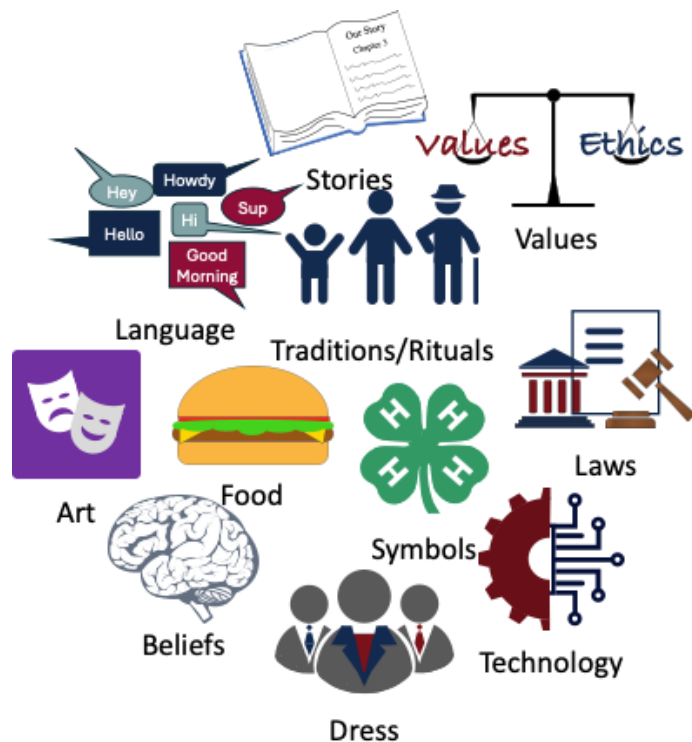 Our Story
Chapter 3
Stories
Values Ethics
Values
Hey
Howdy
Sup
Hi
Hello
Good
Morning
Language
Traditions/Rituals
Laws
Art
Food
H H
H H
Symbols
Beliefs
Technology
Dress